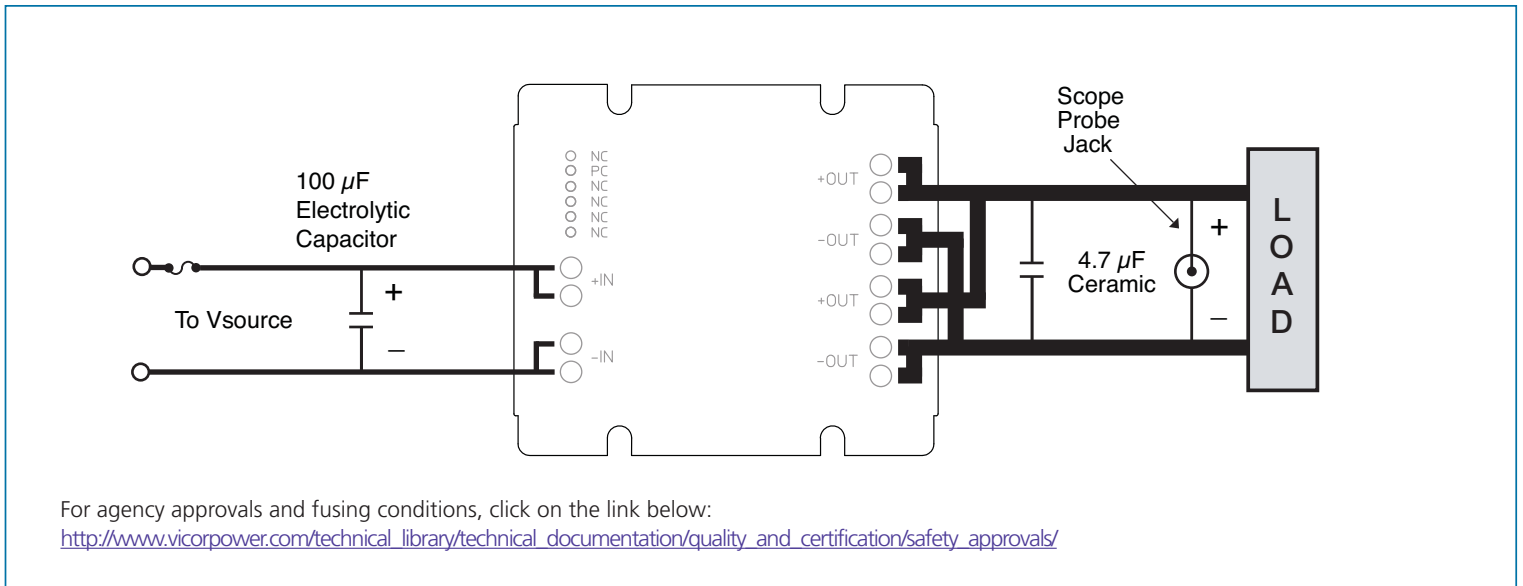 100 µF
Electrolytic
Capacitor
To Vsource
+
–
NC
PC
NC
NC
NC
NC
+IN
–IN
+OUT
–OUT
+OUT
–OUT
4.7 µF
Ceramic
Scope
Probe
Jack
+
–
L
O
A
D
For agency approvals and fusing conditions, click on the link below:
http://www.vicorpower.com/technical_library/technical_documentation/quality_and_certification/safety_approvals/